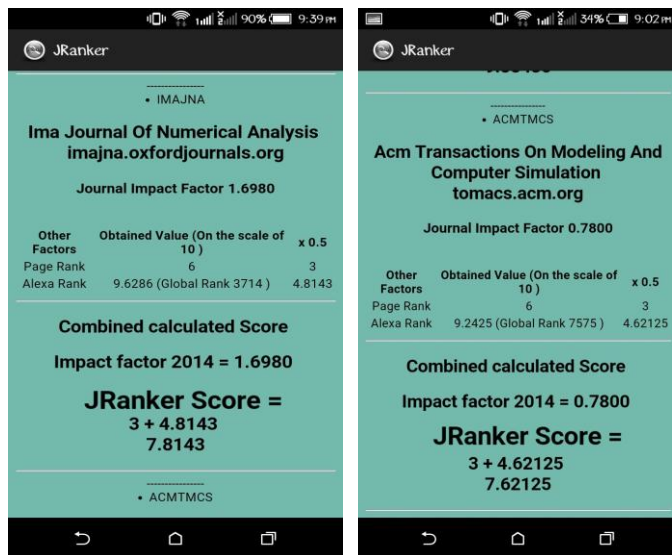 90% 9:39 PM
JRanker
----------------
• IMAJNA
Ima Journal Of Numerical Analysis
imajna.oxfordjournals.org
Journal Impact Factor 1.6980
Other Factors Obtained Value (On the scale of 10 ) x 0.5
Page Rank 6 3
Alexa Rank 9.6286 (Global Rank 3714 ) 4.8143
Combined calculated Score
Impact factor 2014 = 1.6980
JRanker Score =
3 + 4.8143
7.8143
----------------
• ACMTMCS
34% 9:02 PM
JRanker
----------------
• ACMTMCS
Acm Transactions On Modeling And
Computer Simulation
tomacs.acm.org
Journal Impact Factor 0.7800
Other Factors Obtained Value (On the scale of 10 ) x 0.5
Page Rank 6 3
Alexa Rank 9.2425 (Global Rank 7575 ) 4.62125
Combined calculated Score
Impact factor 2014 = 0.7800
JRanker Score =
3 + 4.62125
7.62125